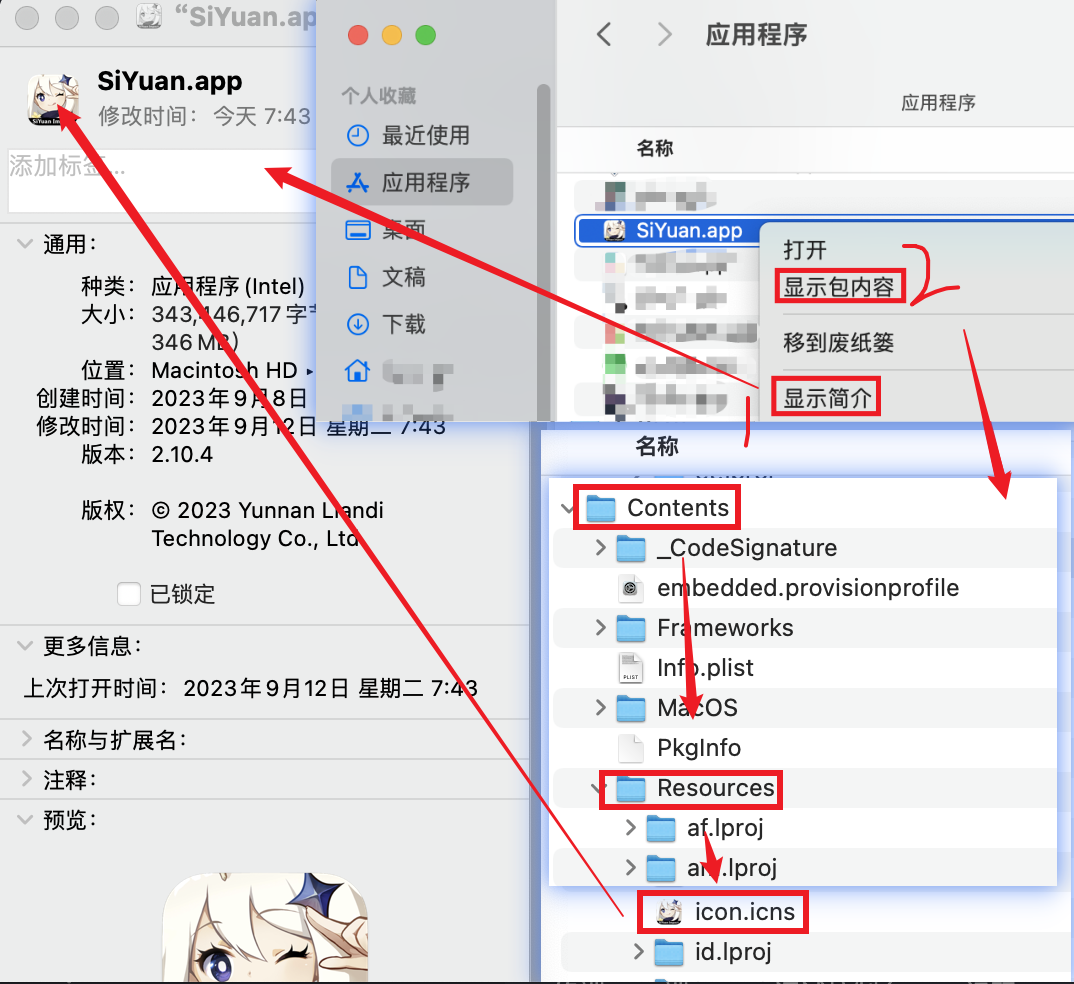 “SiYuan.ap
SiYuan.app
修改时间： 今天 7:43
添加标签...
通用：
种类： 应用程序 (Intel)
大小： 343,446,717 字节
346 MB）
位置： Macintosh HD ▸
创建时间： 2023年9月8日
修改时间： 2023年9月12日 星期二 7:43
版本： 2.10.4
版权： © 2023 Yunnan Liandi
Technology Co., Ltd
已锁定
更多信息：
上次打开时间： 2023年9月12日 星期二 7:43
名称与扩展名：
注释：
预览：
个人收藏
最近使用
应用程序
桌面
文稿
下载
应用程序
应用程序
名称
SiYuan.app
打开
显示包内容
2
移到废纸篓
显示简介
1
名称
Contents
_CodeSignature
embedded.provisionprofile
Frameworks
Info.plist
MacOS
PkgInfo
Resources
af.lproj
icon.icns
id.lproj